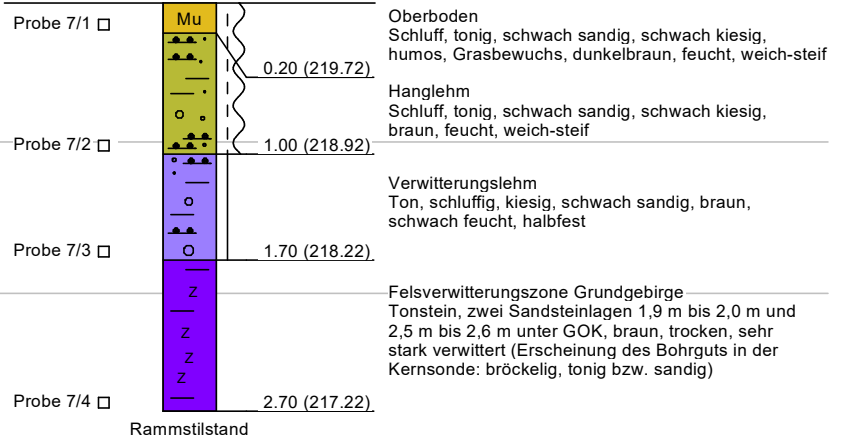 Probe 7/1
Mu
Oberboden
Schluff, tonig, schwach sandig, schwach kiesig,
humos, Grasbewuchs, dunkelbraun, feucht, weich-steif
0.20 (219.72)
Hanglehm
Schluff, tonig, schwach sandig, schwach kiesig,
braun, feucht, weich-steif
Probe 7/2
1.00 (218.92)
Verwitterungslehm
Ton, schluffig, kiesig, schwach sandig, braun,
schwach feucht, halbfest
Probe 7/3
1.70 (218.22)
Z
Z
Z
Z
Felsverwitterungszone Grundgebirge
Tonstein, zwei Sandsteinlagen 1,9 m bis 2,0 m und
2,5 m bis 2,6 m unter GOK, braun, trocken, sehr
stark verwittert (Erscheinung des Bohrguts in der
Kernsonde: bröckelig, tonig bzw. sandig)
Probe 7/4
2.70 (217.22)
Rammstilstand